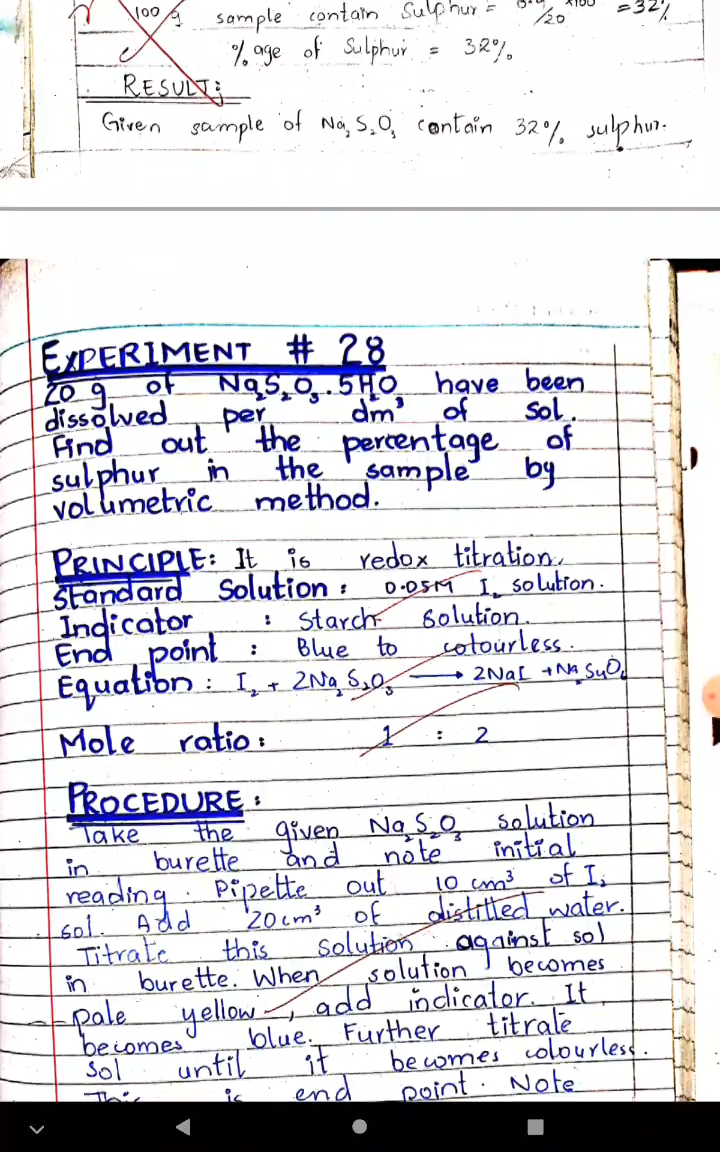 100 g sample contain Sulphur = /20 ×100 = 32%
%age of Sulphur = 32%
RESULT:
Given sample of Na₂S₂O₃ contain 32% sulphur.
EXPERIMENT # 28
20 g of Na₂S₂O₃.5H₂O have been
dissolved per dm³ of sol.
Find out the percentage of
sulphur in the sample by
volumetric method.
PRINCIPLE: It is redox titration.
Standard Solution: 0.05M I₂ solution.
Indicator : Starch Solution.
End point : Blue to colourless.
Equation: I₂ + 2Na₂S₂O₃ → 2NaI + Na₂S₄O₆
Mole ratio: 1 : 2
PROCEDURE:
Take the given Na₂S₂O₃ solution
in burette and note initial
reading. Pipette out 10 cm³ of I₂
sol. Add 20cm³ of distilled water.
Titrate this solution against sol
in burette. When solution becomes
pale yellow, add indicator. It
becomes blue. Further titrate
sol until it becomes colourless.
This is end point. Note